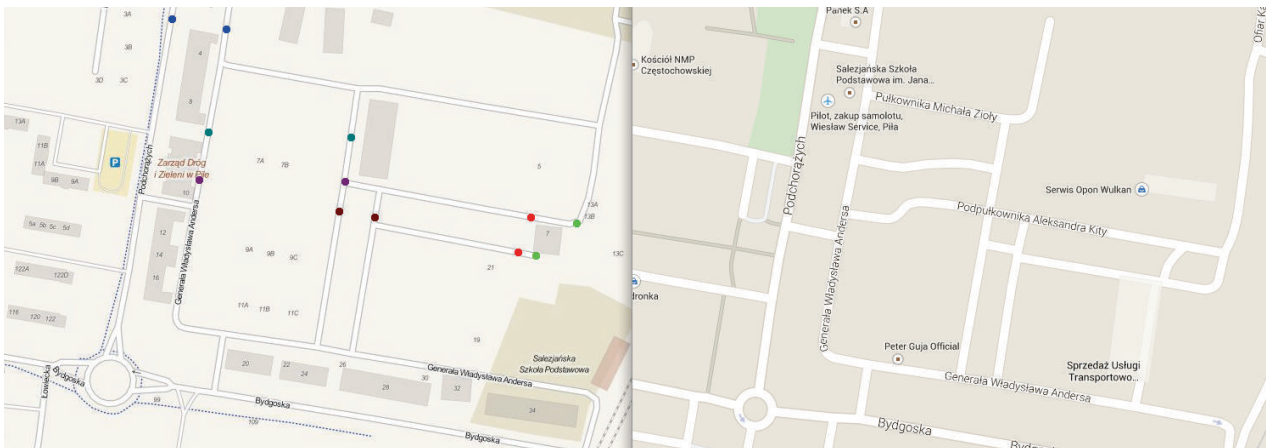 3A
3B
3D
3C
4
8
13A
11B
11A
9B
9A
P
Podchorążych
Zarząd Dróg
i Zieleni w Pile
10
7A
7B
5
13A
13B
7
13C
5a
5b
5c
5d
12
14
16
Generała Władysława Andersa
9A
9B
9C
21
122A
122D
11A
11B
11C
116
120
122
19
20
22
24
26
28
30
32
34
Generała Władysława Andersa
Salezjańska
Szkoła Podstawowa
Łowiecka
Bydgoska
99
109
Bydgoska
Bydgoska
Panek S.A
Kościół NMP
Częstochowskiej
Salezjańska Szkoła
Podstawowa im. Jana...
Pilot, zakup samolotu,
Wiesław Service, Piła
Pułkownika Michała Zioły
Ofiar Ka
Podchorążych
Serwis Opon Wulkan
Podpułkownika Aleksandra Kity
Generała Władysława Andersa
dronka
Peter Guja Official
Sprzedaż Usługi
Transportowo...
Generała Władysława Andersa
Bydgoska